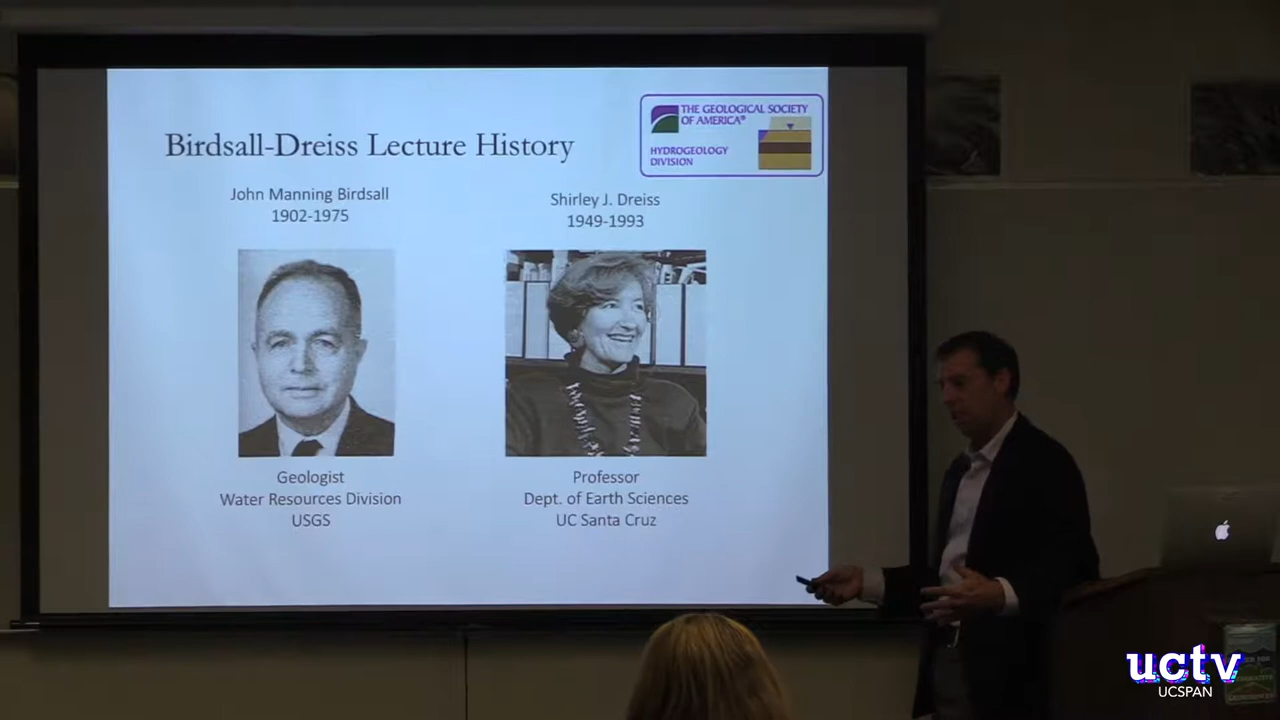 THE GEOLOGICAL SOCIETY
OF AMERICA®
HYDROGEOLOGY
DIVISION
Birdsall-Dreiss Lecture History
John Manning Birdsall
1902-1975
Shirley J. Dreiss
1949-1993
Geologist
Water Resources Division
USGS
Professor
Dept. of Earth Sciences
UC Santa Cruz
uctv
UCSPAN